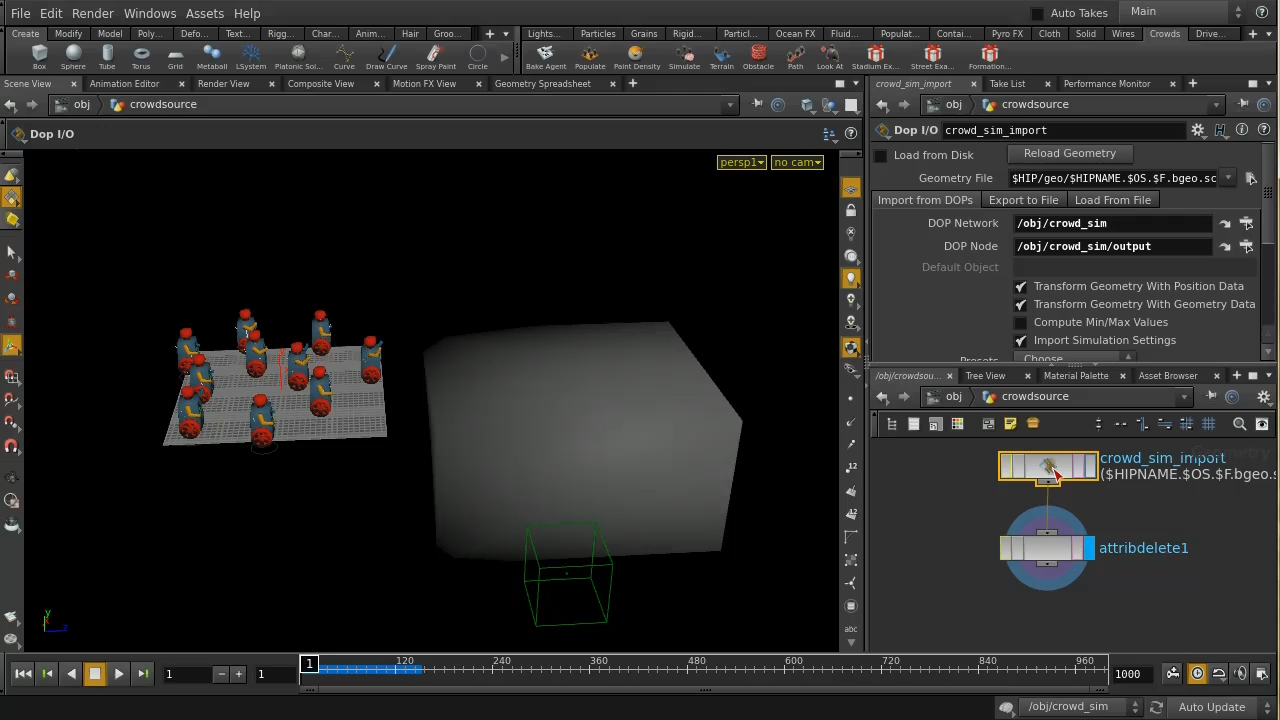 File Edit Render Windows Assets Help
Auto Takes Main
Create Modify Model Poly... Defo... Text... Rigg... Char... Anim... Hair Groo...
Lights... Particles Grains Rigid... Particl... Ocean FX Fluid... Populat... Contai... Pyro FX Cloth Solid Wires Crowds Drive...
Box Sphere Tube Torus Grid Metaball LSystem Platonic Sol... Curve Draw Curve Spray Paint Circle
Bake Agent Populate Paint Density Simulate Terrain Obstacle Path Look At Stadium Ex... Street Exa... Formation...
Scene View Animation Editor Render View Composite View Motion FX View Geometry Spreadsheet
crowd_sim_import Take List Performance Monitor
obj crowdsource
obj crowdsource
Dop I/O
Dop I/O crowd_sim_import
persp1 no cam
Load from Disk Reload Geometry
Geometry File $HIP/geo/$HIPNAME.$OS.$F.bgeo.sc
Import from DOPs Export to File Load From File
DOP Network /obj/crowd_sim
DOP Node /obj/crowd_sim/output
Default Object
Transform Geometry With Position Data
Transform Geometry With Geometry Data
Compute Min/Max Values
Import Simulation Settings
Presets Choose
/obj/crowdsou... Tree View Material Palette Asset Browser
obj crowdsource
Geometry
crowd_sim_import
($HIPNAME.$OS.$F.bgeo.s
attribdelete1
12
12
abc
y
x
z
1 1 1 120 240 360 480 600 720 840 960 1000
/obj/crowd_sim Auto Update